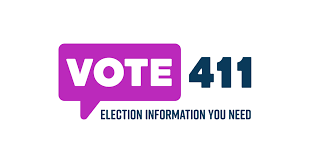 VOTE 411
ELECTION INFORMATION YOU NEED